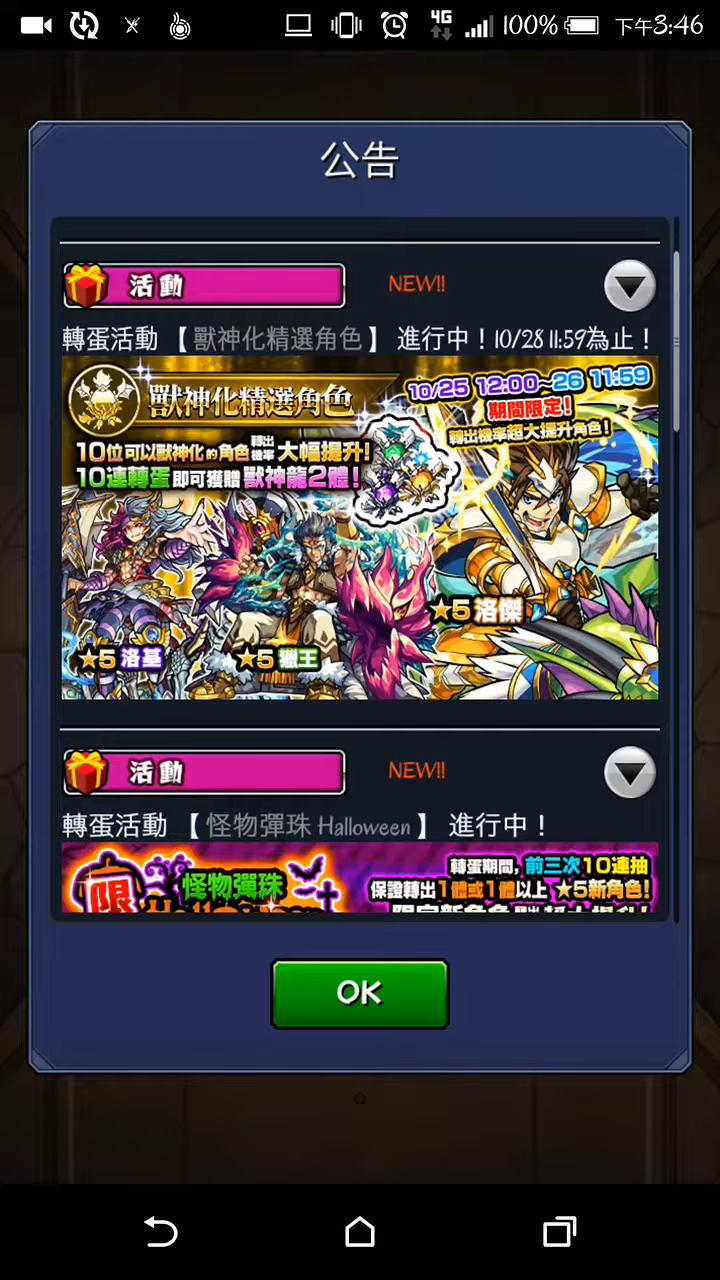 4G 100% 下午3:46
公告
活動 NEW!!
轉蛋活動 【獸神化精選角色】 進行中！10/28 11:59為止！
獸神化精選角色
10/25 12:00~26 11:59
期間限定!
轉出機率超大提升角色!
10位可以獸神化的角色轉出機率大幅提升!
10連轉蛋即可獲贈獸神龍2體!
★5 洛傑
★5 洛基
★5 獵王
活動 NEW!!
轉蛋活動 【怪物彈珠 Halloween】 進行中！
限
怪物彈珠
轉蛋期間，前三次10連抽
保證轉出1體或1體以上 ★5新角色!
OK